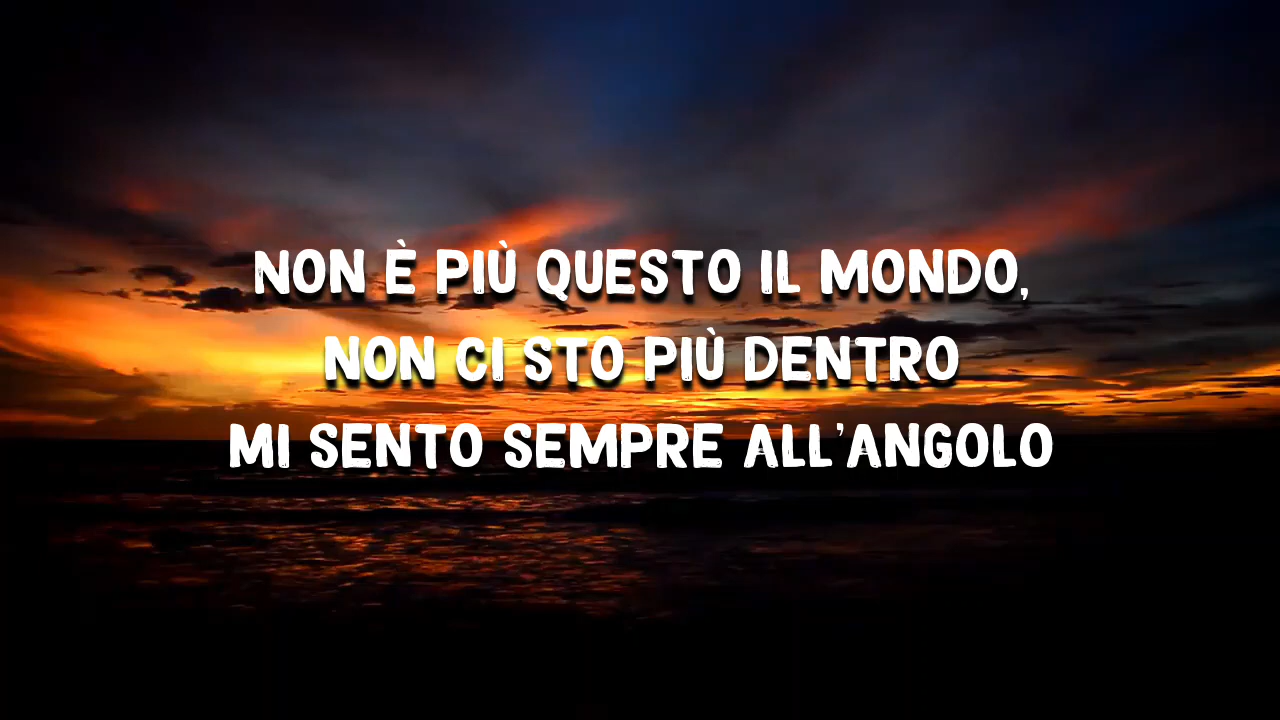 NON È PIÙ QUESTO IL MONDO,
NON CI STO PIÙ DENTRO
MI SENTO SEMPRE ALL'ANGOLO